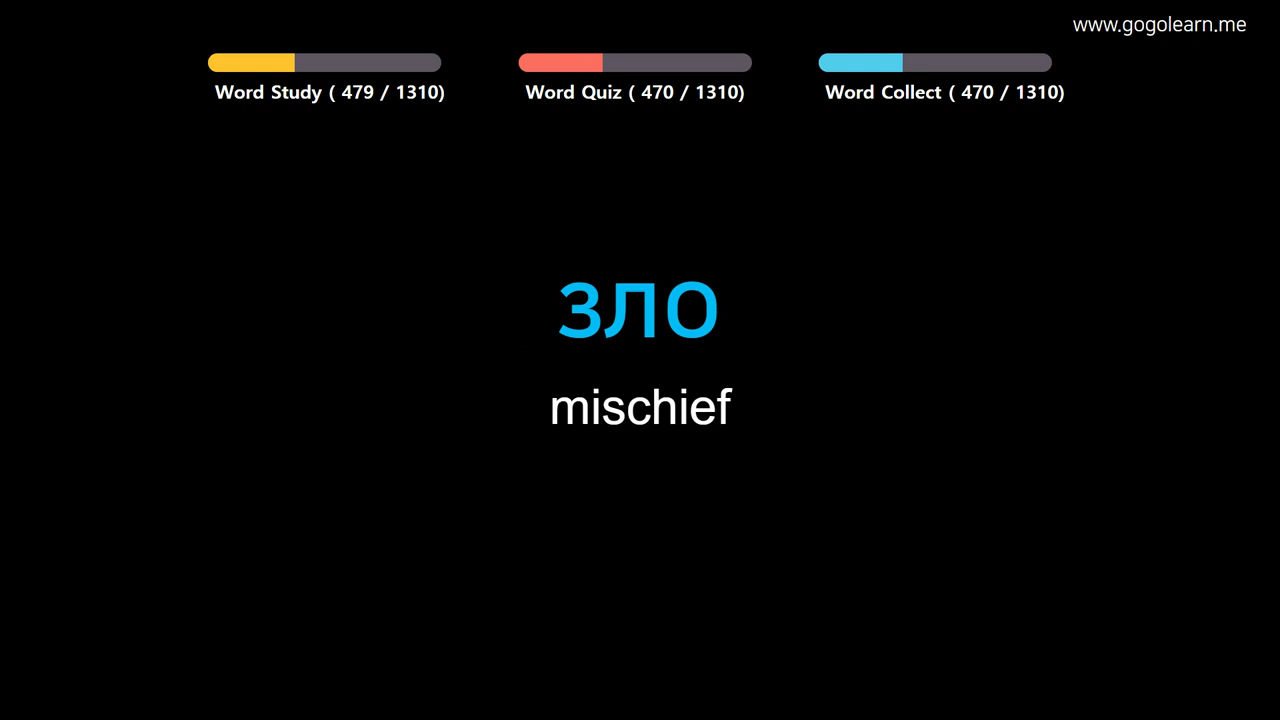 www.gogolearn.me
Word Study ( 479 / 1310)
Word Quiz ( 470 / 1310)
Word Collect ( 470 / 1310)
зло
mischief